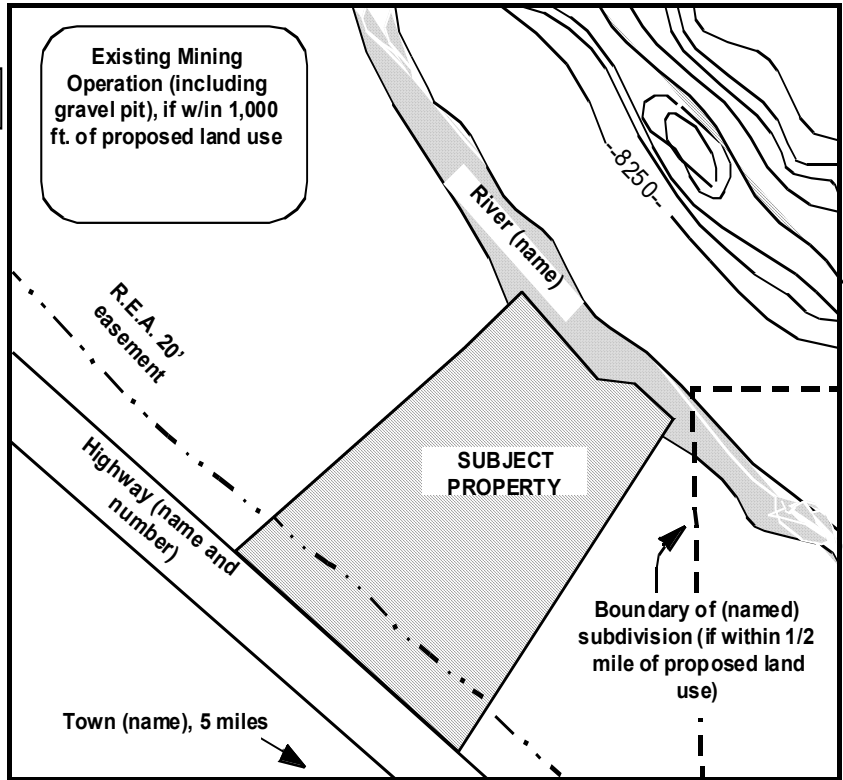 Existing Mining
Operation (including
gravel pit), if w/in 1,000
ft. of proposed land use
--8250--
River (name)
R.E.A. 20'
easement
Highway (name and
number)
SUBJECT
PROPERTY
Boundary of (named)
subdivision (if within 1/2
mile of proposed land
use)
Town (name), 5 miles